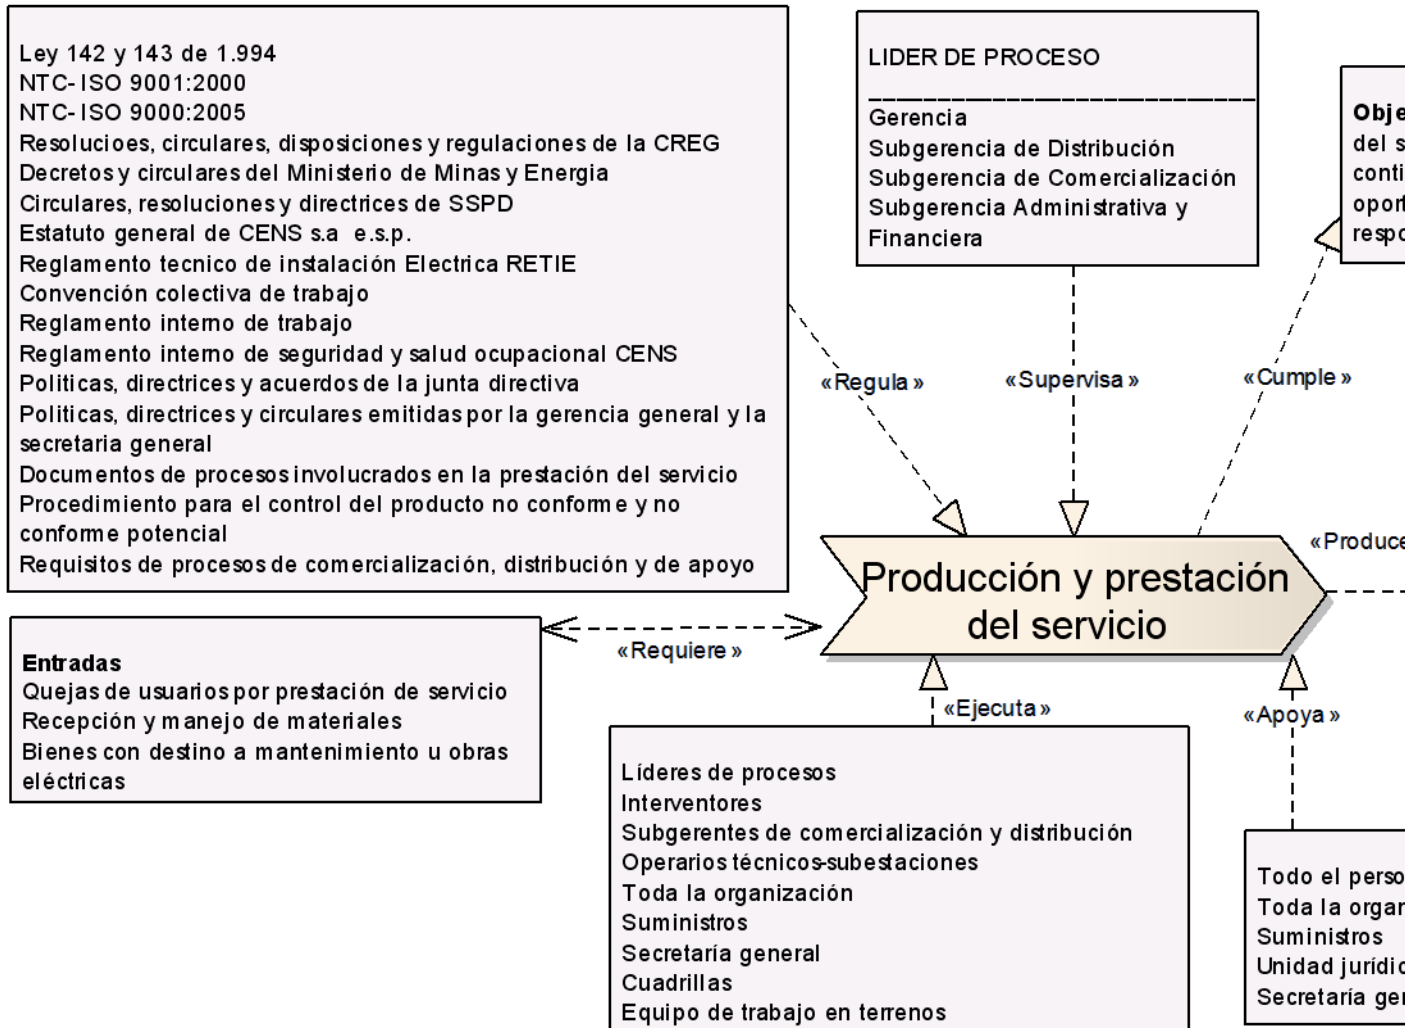 Ley 142 y 143 de 1.994
NTC- ISO 9001:2000
NTC- ISO 9000:2005
Resolucioes, circulares, disposiciones y regulaciones de la CREG
Decretos y circulares del Ministerio de Minas y Energia
Circulares, resoluciones y directrices de SSPD
Estatuto general de CENS s.a e.s.p.
Reglamento tecnico de instalación Electrica RETIE
Convención colectiva de trabajo
Reglamento interno de trabajo
Reglamento interno de seguridad y salud ocupacional CENS
Politicas, directrices y acuerdos de la junta directiva
Politicas, directrices y circulares emitidas por la gerencia general y la
secretaria general
Documentos de procesos involucrados en la prestación del servicio
Procedimiento para el control del producto no conforme y no
conforme potencial
Requisitos de procesos de comercialización, distribución y de apoyo
LIDER DE PROCESO
Gerencia
Subgerencia de Distribución
Subgerencia de Comercialización
Subgerencia Administrativa y
Financiera
del
«Regula»
«Supervisa»
«Cumple»
Producción y prestación
del servicio
«Produce
«Requiere»
Entradas
Quejas de usuarios por prestación de servicio
Recepción y manejo de materiales
Bienes con destino a mantenimiento u obras
eléctricas
«Ejecuta»
«Apoya»
Líderes de procesos
Interventores
Subgerentes de comercialización y distribución
Operarios técnicos-subestaciones
Toda la organización
Suministros
Secretaría general
Cuadrillas
Equipo de trabajo en terrenos
Todo el
Toda la
Suministros
Unidad
Secretaría